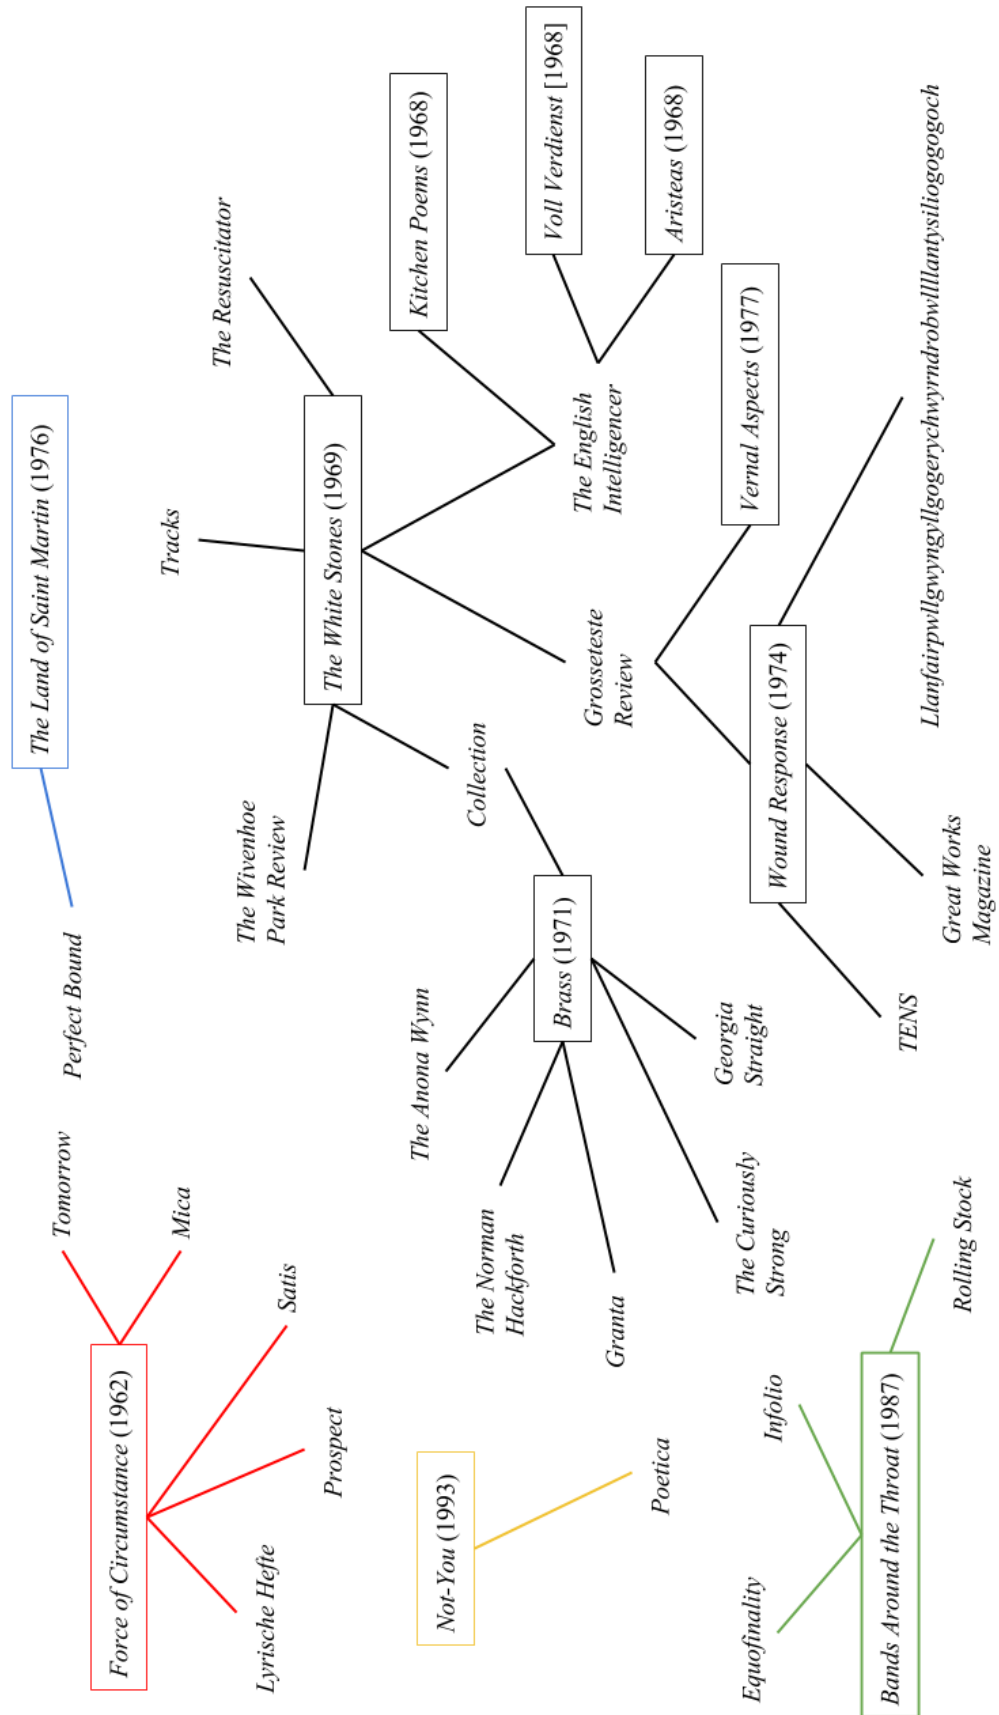 The Land of Saint Martin (1976)
Tomorrow
Perfect Bound
Force of Circumstance (1962)
Mica
Tracks
The Resuscitator
Lyrische Hefte
Satis
The Wivenhoe
Park Review
Prospect
The White Stones (1969)
Not-You (1993)
The Anona Wynn
Kitchen Poems (1968)
Collection
The Norman
Hackforth
Voll Verdienst [1968]
Brass (1971)
Granta
Grosseteste
Review
The English
Intelligencer
Poetica
Aristeas (1968)
Georgia
Straight
The Curiously
Strong
Vernal Aspects (1977)
Equofinality
Infolio
Wound Response (1974)
Bands Around the Throat (1987)
TENS
Llanfairpwllgwyngyllgogerychwyrndrobwllllantysiliogogogoch
Rolling Stock
Great Works
Magazine